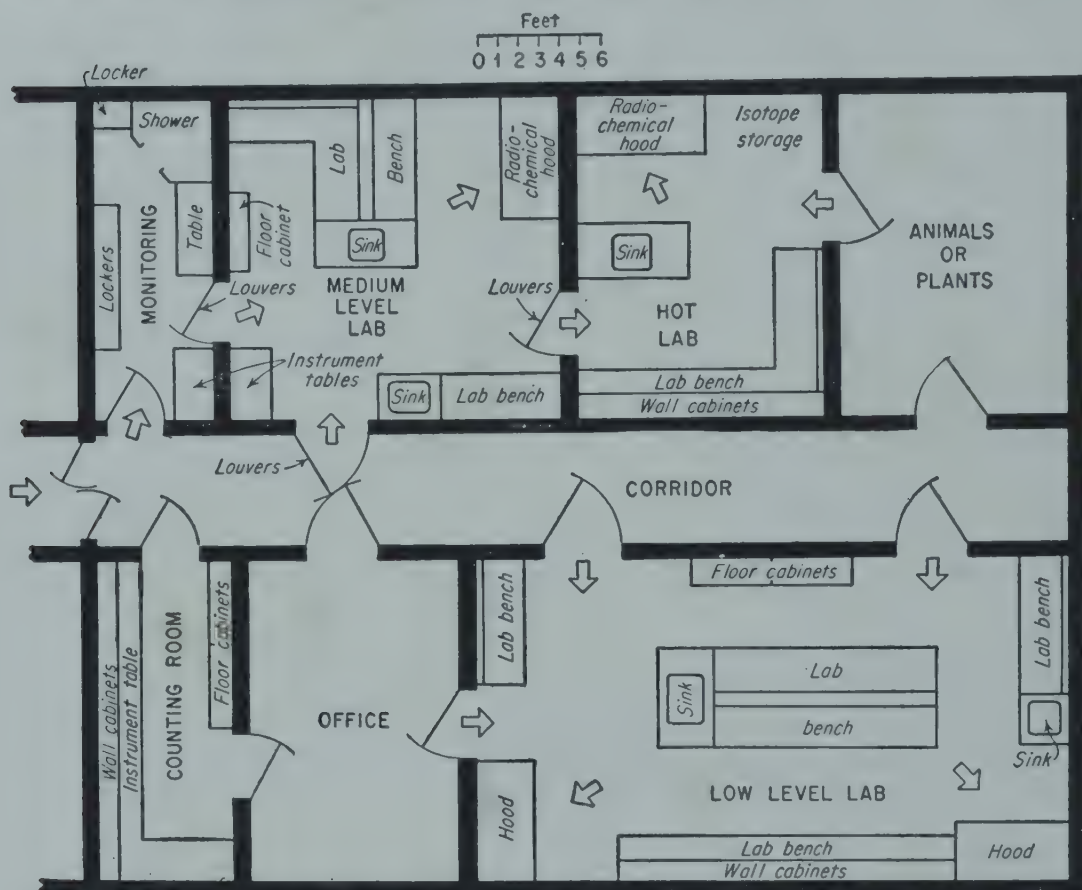 Feet
0 1 2 3 4 5 6
Locker
Shower
Lockers
MONITORING
Table
Floor
cabinet
Louvers
Lab
Bench
Sink
MEDIUM
LEVEL
LAB
Radio-
chemical
hood
Louvers
Instrument
tables
Sink
Lab bench
Radio-
chemical
hood
Isotope
storage
Sink
HOT
LAB
Lab bench
Wall cabinets
ANIMALS
OR
PLANTS
Louvers
CORRIDOR
Wall cabinets
Instrument table
COUNTING ROOM
Floor cabinets
OFFICE
Lab bench
Hood
Floor cabinets
Sink
Lab
bench
Lab bench
Sink
LOW LEVEL LAB
Lab bench
Wall cabinets
Hood